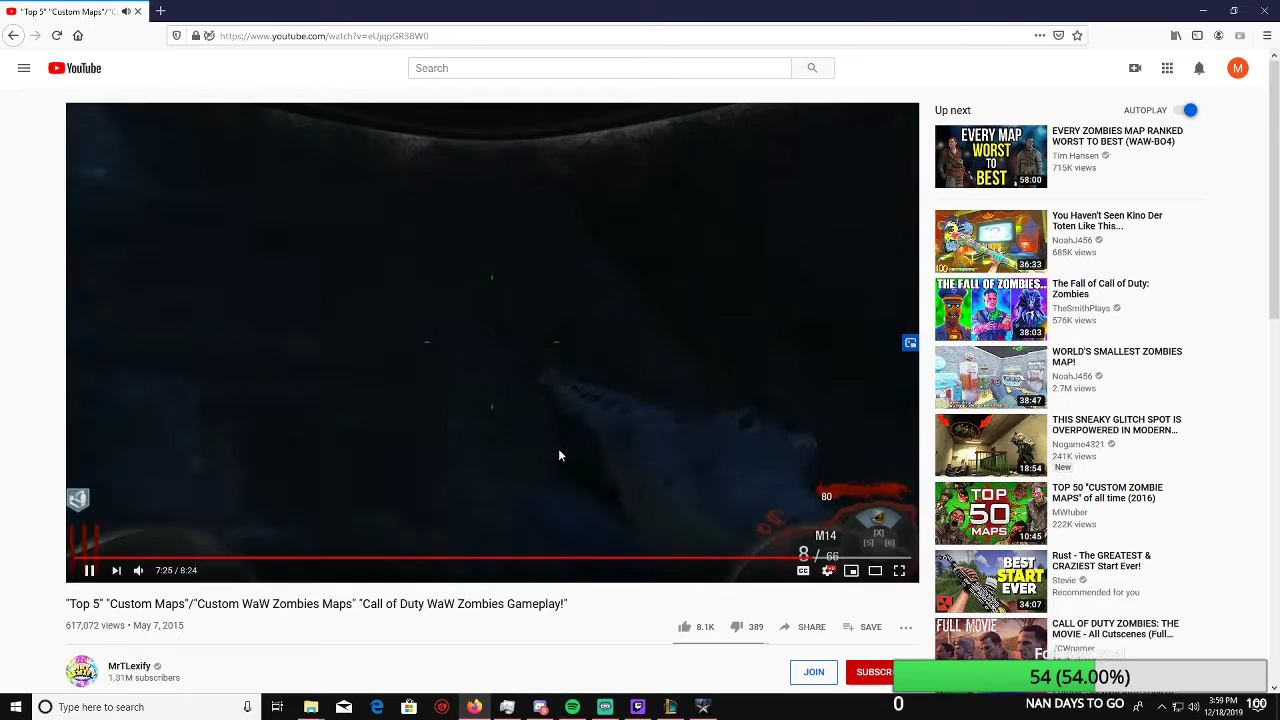 "Top 5" "Custom Maps"/"C
https://www.youtube.com/watch?v=eUjqpGR38W0
YouTube
Search
M
80
M14
8 / 66
[X]
[5] [6]
7:25 / 8:24
CC
"Top 5" "Custom Maps"/"Custom WaW Zombies Maps" "Call of Duty WaW Zombies Gameplay!"
617,072 views • May 7, 2015
8.1K
389
SHARE
SAVE
MrTLexify
1.31M subscribers
JOIN
SUBSCR
Up next
AUTOPLAY
EVERY MAP
WORST
TO
BEST
58:00
EVERY ZOMBIES MAP RANKED
WORST TO BEST (WAW-BO4)
Tim Hansen
715K views
36:33
You Haven't Seen Kino Der
Toten Like This...
NoahJ456
685K views
THE FALL OF ZOMBIES..
38:03
The Fall of Call of Duty:
Zombies
TheSmithPlays
576K views
38:47
WORLD'S SMALLEST ZOMBIES
MAP!
NoahJ456
2.7M views
18:54
THIS SNEAKY GLITCH SPOT IS
OVERPOWERED IN MODERN...
Nogame4321
241K views
New
TOP
50
MAPS
10:45
TOP 50 "CUSTOM ZOMBIE
MAPS" of all time (2016)
MWtuber
222K views
BEST
START
EVER
34:07
Rust - The GREATEST &
CRAZIEST Start Ever!
Stevie
Recommended for you
FULL MOVIE
CALL OF DUTY ZOMBIES: THE
MOVIE - All Cutscenes (Full...
54 (54.00%)
0
NAN DAYS TO GO
100
Type here to search
3:59 PM
12/18/2019